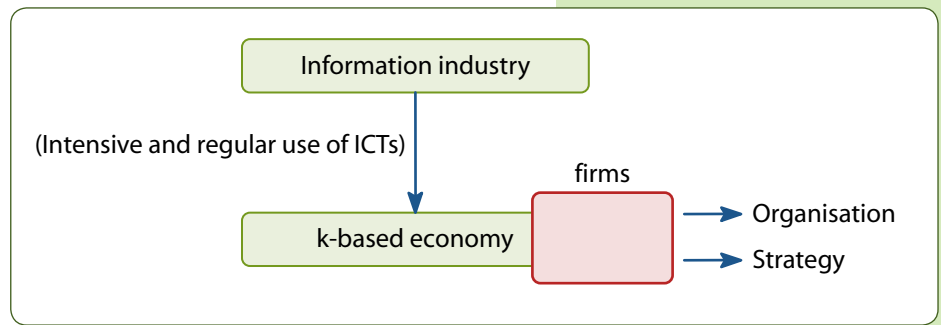 Information industry
(Intensive and regular use of ICTs)
firms
k-based economy
Organisation
Strategy